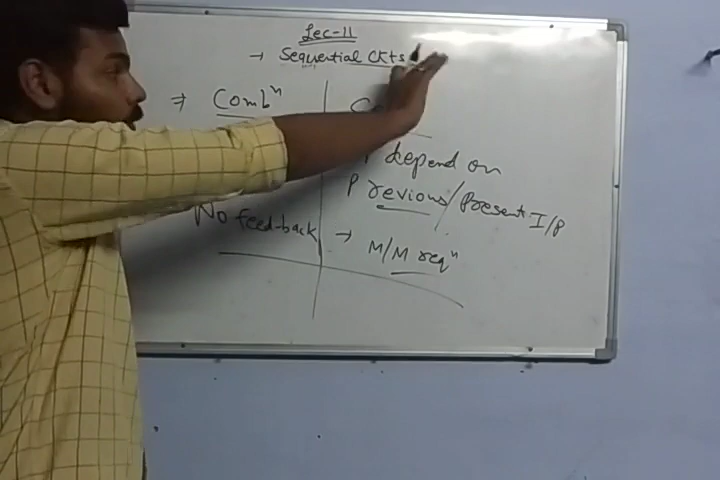 Lec-11
→ Sequential Ckts
⇒ Combⁿ
depend on
Previous/Present I/P
No feed-back
→ M/M reqⁿ